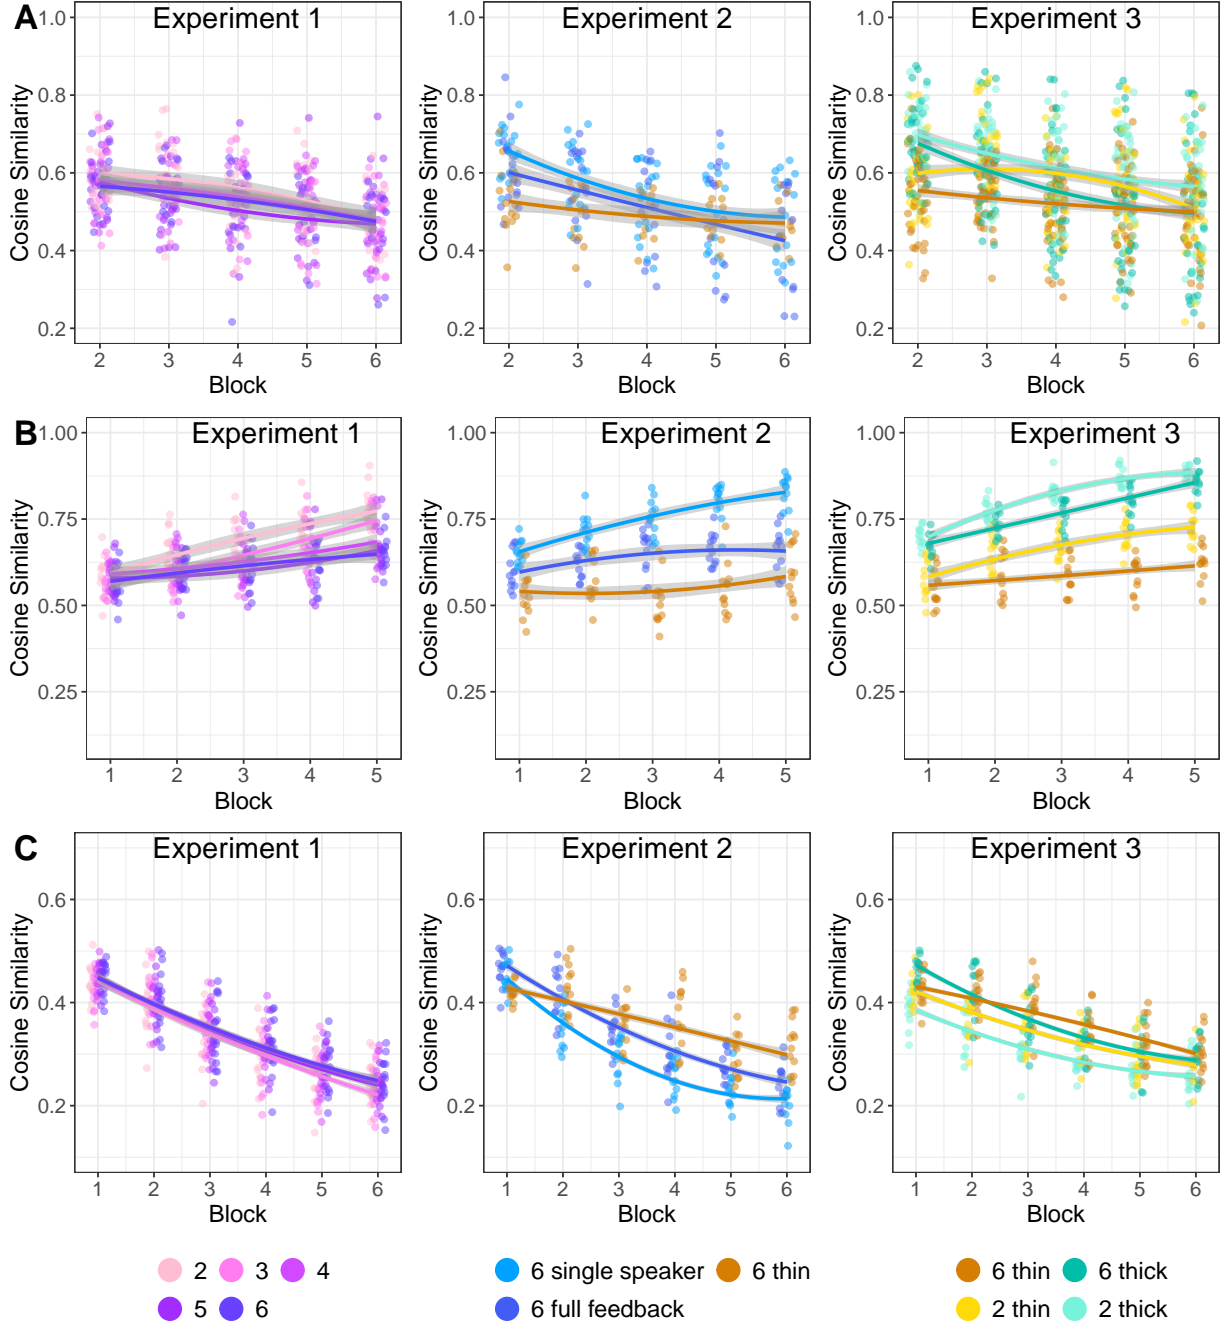 A
Experiment 1
Experiment 2
Experiment 3
Cosine Similarity
1.0
0.8
0.6
0.4
0.2
2 3 4 5 6
Block
Cosine Similarity
1.0
0.8
0.6
0.4
0.2
2 3 4 5 6
Block
Cosine Similarity
1.0
0.8
0.6
0.4
0.2
2 3 4 5 6
Block
B
Experiment 1
Experiment 2
Experiment 3
Cosine Similarity
1.00
0.75
0.50
0.25
1 2 3 4 5
Block
Cosine Similarity
1.00
0.75
0.50
0.25
1 2 3 4 5
Block
Cosine Similarity
1.00
0.75
0.50
0.25
1 2 3 4 5
Block
C
Experiment 1
Experiment 2
Experiment 3
Cosine Similarity
0.6
0.4
0.2
1 2 3 4 5 6
Block
Cosine Similarity
0.6
0.4
0.2
1 2 3 4 5 6
Block
Cosine Similarity
0.6
0.4
0.2
1 2 3 4 5 6
Block
2 3 4
5 6
6 single speaker 6 thin
6 full feedback
6 thin 6 thick
2 thin 2 thick